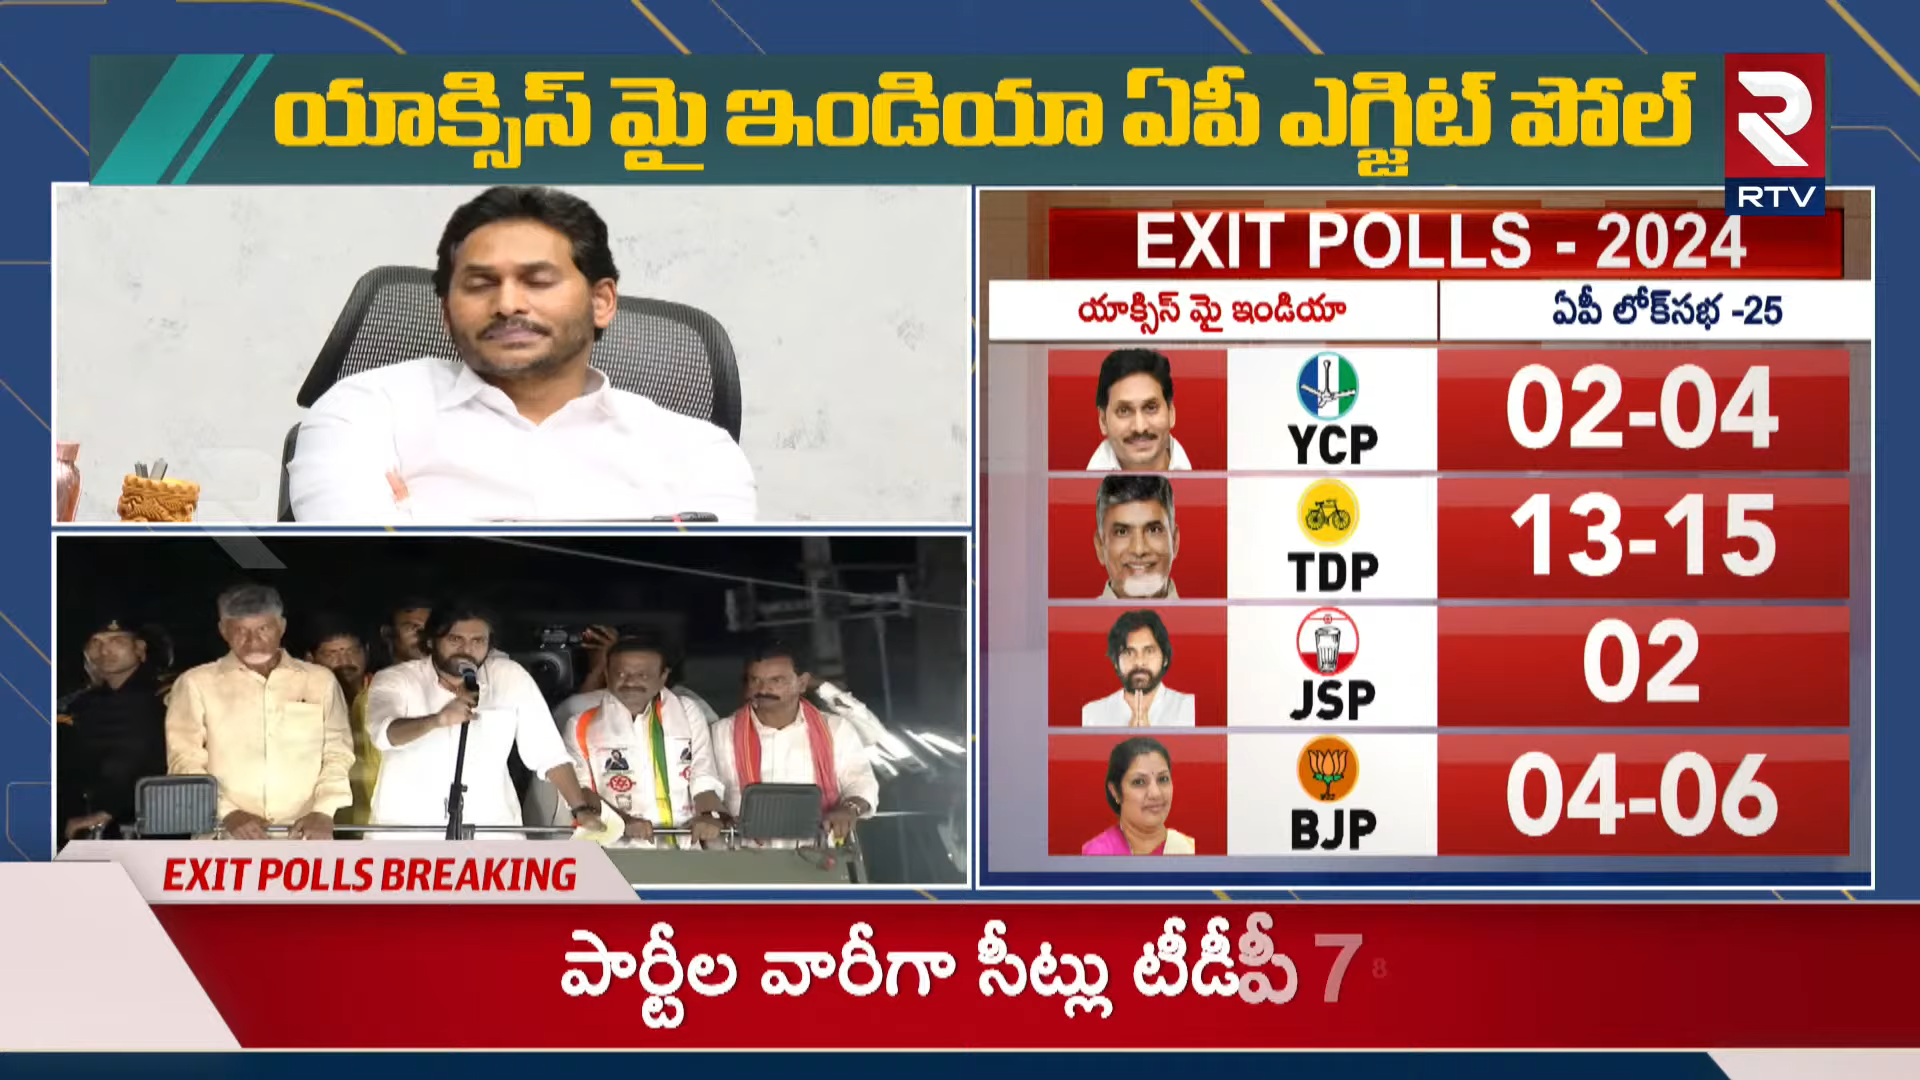 యాక్సిస్ మై ఇండియా ఏపీ ఎగ్జిట్ పోల్
R
RTV
EXIT POLLS - 2024
యాక్సిస్ మై ఇండియా
ఏపీ లోక్‌సభ -25
YCP
02-04
TDP
13-15
JSP
02
BJP
04-06
EXIT POLLS BREAKING
పార్టీల వారీగా సీట్లు టీడీపీ 78